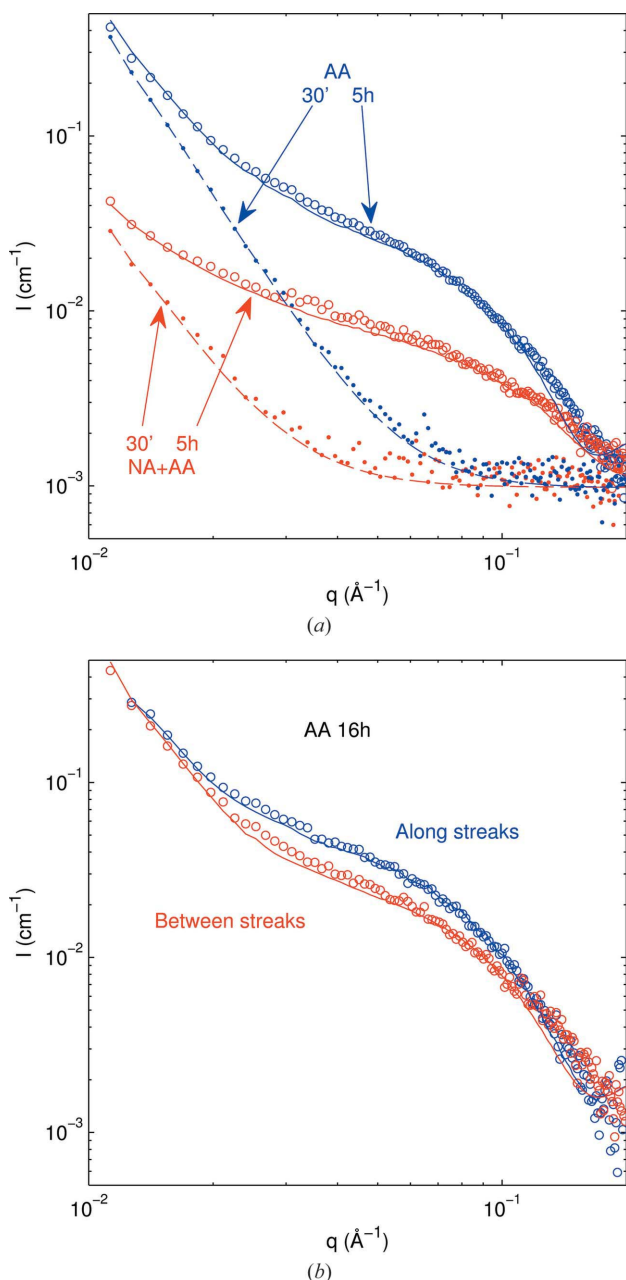 I (cm⁻¹)
10⁻¹
10⁻²
10⁻³
AA
30' 5h
30' 5h
NA+AA
10⁻² 10⁻¹
q (Å⁻¹)
(a)
I (cm⁻¹)
10⁻¹
10⁻²
10⁻³
AA 16h
Along streaks
Between streaks
10⁻² 10⁻¹
q (Å⁻¹)
(b)